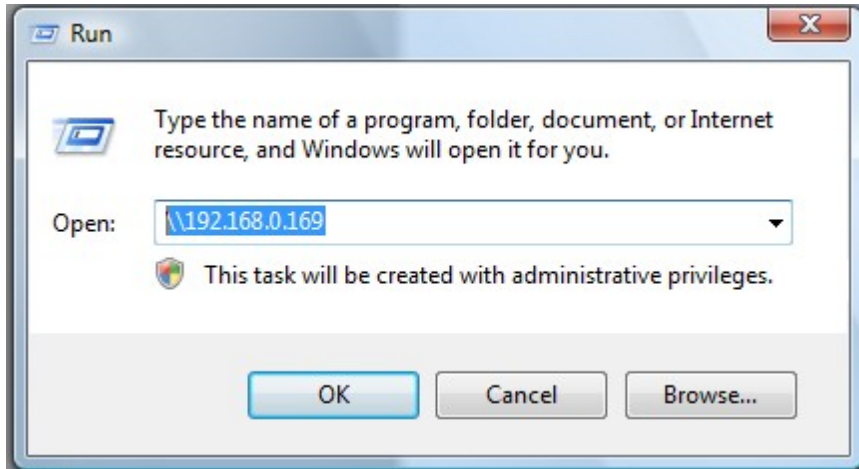 Run
Type the name of a program, folder, document, or Internet
resource, and Windows will open it for you.
Open: \\192.168.0.169
This task will be created with administrative privileges.
OK Cancel Browse...